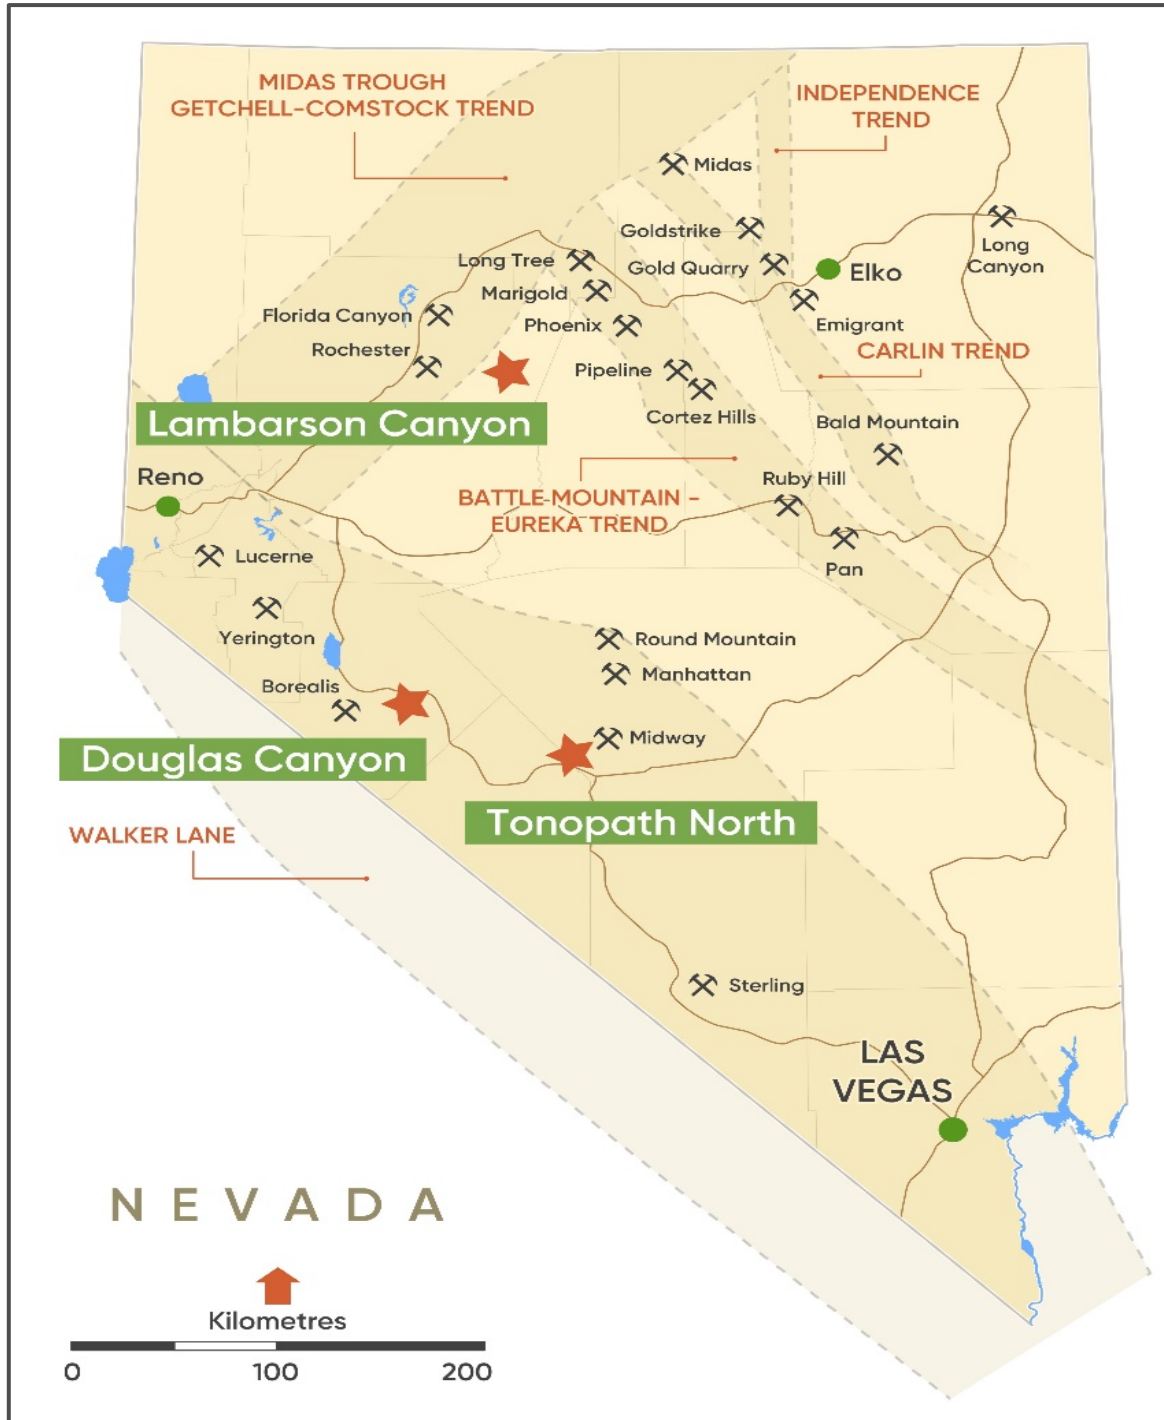 MIDAS TROUGH
GETCHELL-COMSTOCK TREND
INDEPENDENCE
TREND
Midas
Goldstrike
Long
Canyon
Long Tree
Gold Quarry
Elko
Marigold
Florida Canyon
Phoenix
Emigrant
Rochester
CARLIN TREND
Pipeline
Cortez Hills
Lambarson Canyon
Bald Mountain
Reno
Ruby Hill
BATTLE MOUNTAIN -
EUREKA TREND
Lucerne
Pan
Yerington
Round Mountain
Manhattan
Borealis
Midway
Douglas Canyon
Tonopath North
WALKER LANE
Sterling
LAS
VEGAS
NEVADA
Kilometres
0 100 200